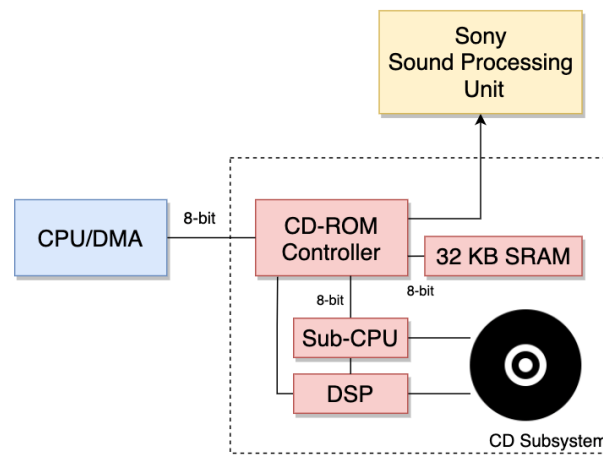 Sony
Sound Processing
Unit
8-bit
CPU/DMA
CD-ROM
Controller
32 KB SRAM
8-bit
8-bit
Sub-CPU
DSP
CD Subsystem